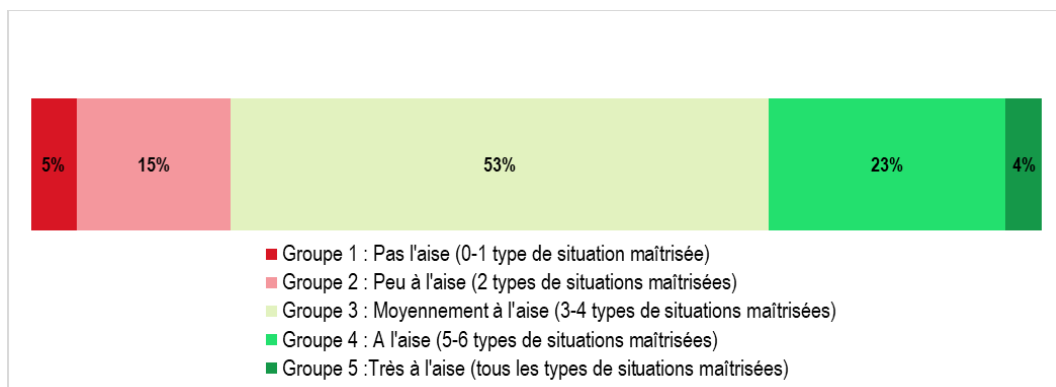 5% 15% 53% 23% 4%
Groupe 1 : Pas l'aise (0-1 type de situation maîtrisée)
Groupe 2 : Peu à l'aise (2 types de situations maîtrisées)
Groupe 3 : Moyennement à l'aise (3-4 types de situations maîtrisées)
Groupe 4 : A l'aise (5-6 types de situations maîtrisées)
Groupe 5 :Très à l'aise (tous les types de situations maîtrisées)